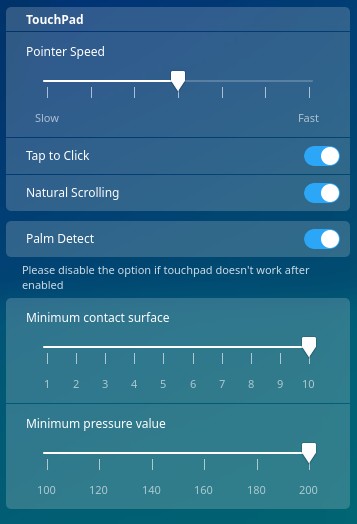 TouchPad
Pointer Speed
Slow Fast
Tap to Click
Natural Scrolling
Palm Detect
Please disable the option if touchpad doesn't work after
enabled
Minimum contact surface
1 2 3 4 5 6 7 8 9 10
Minimum pressure value
100 120 140 160 180 200